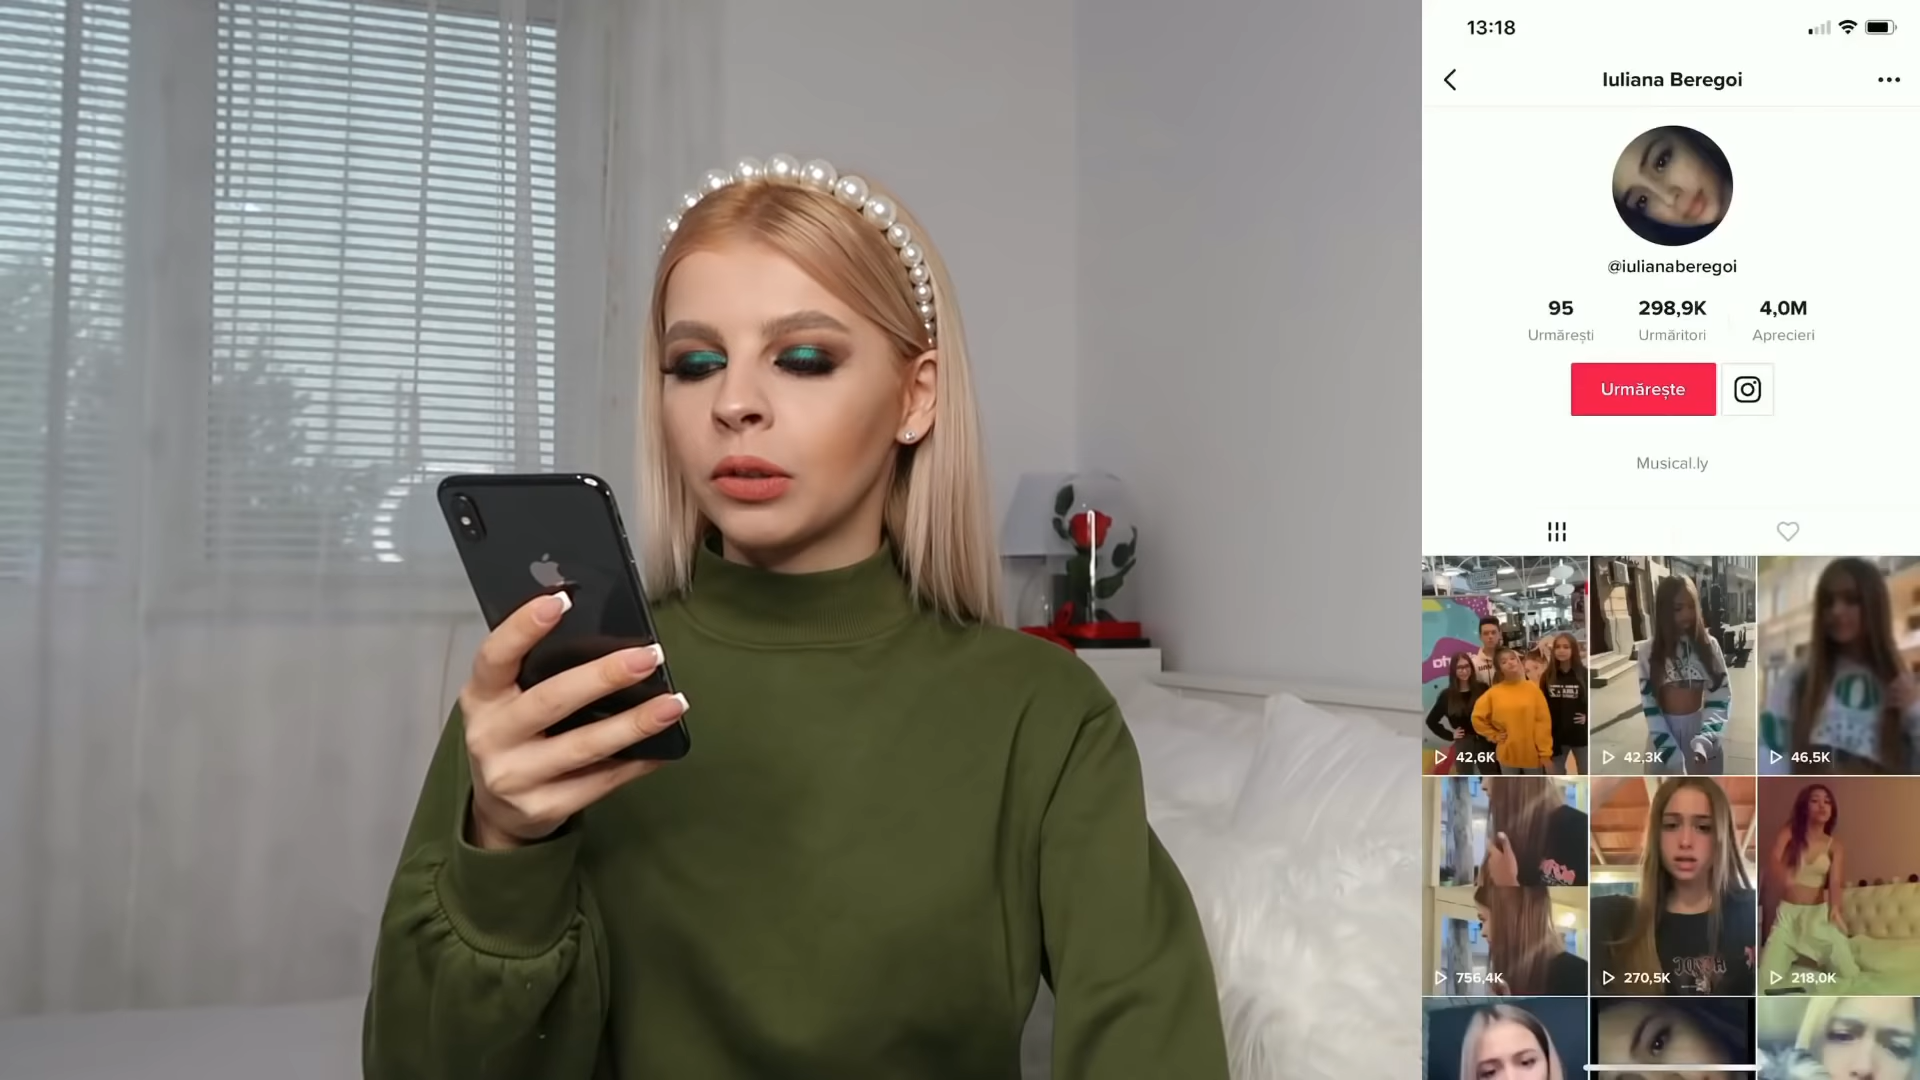 13:18
Iuliana Beregoi
@iulianaberegoi
95
298,9K
4,0M
Urmărești
Urmăritori
Aprecieri
Urmărește
Musical.ly
42,6K
42,3K
46,5K
756,4K
270,5K
218,0K